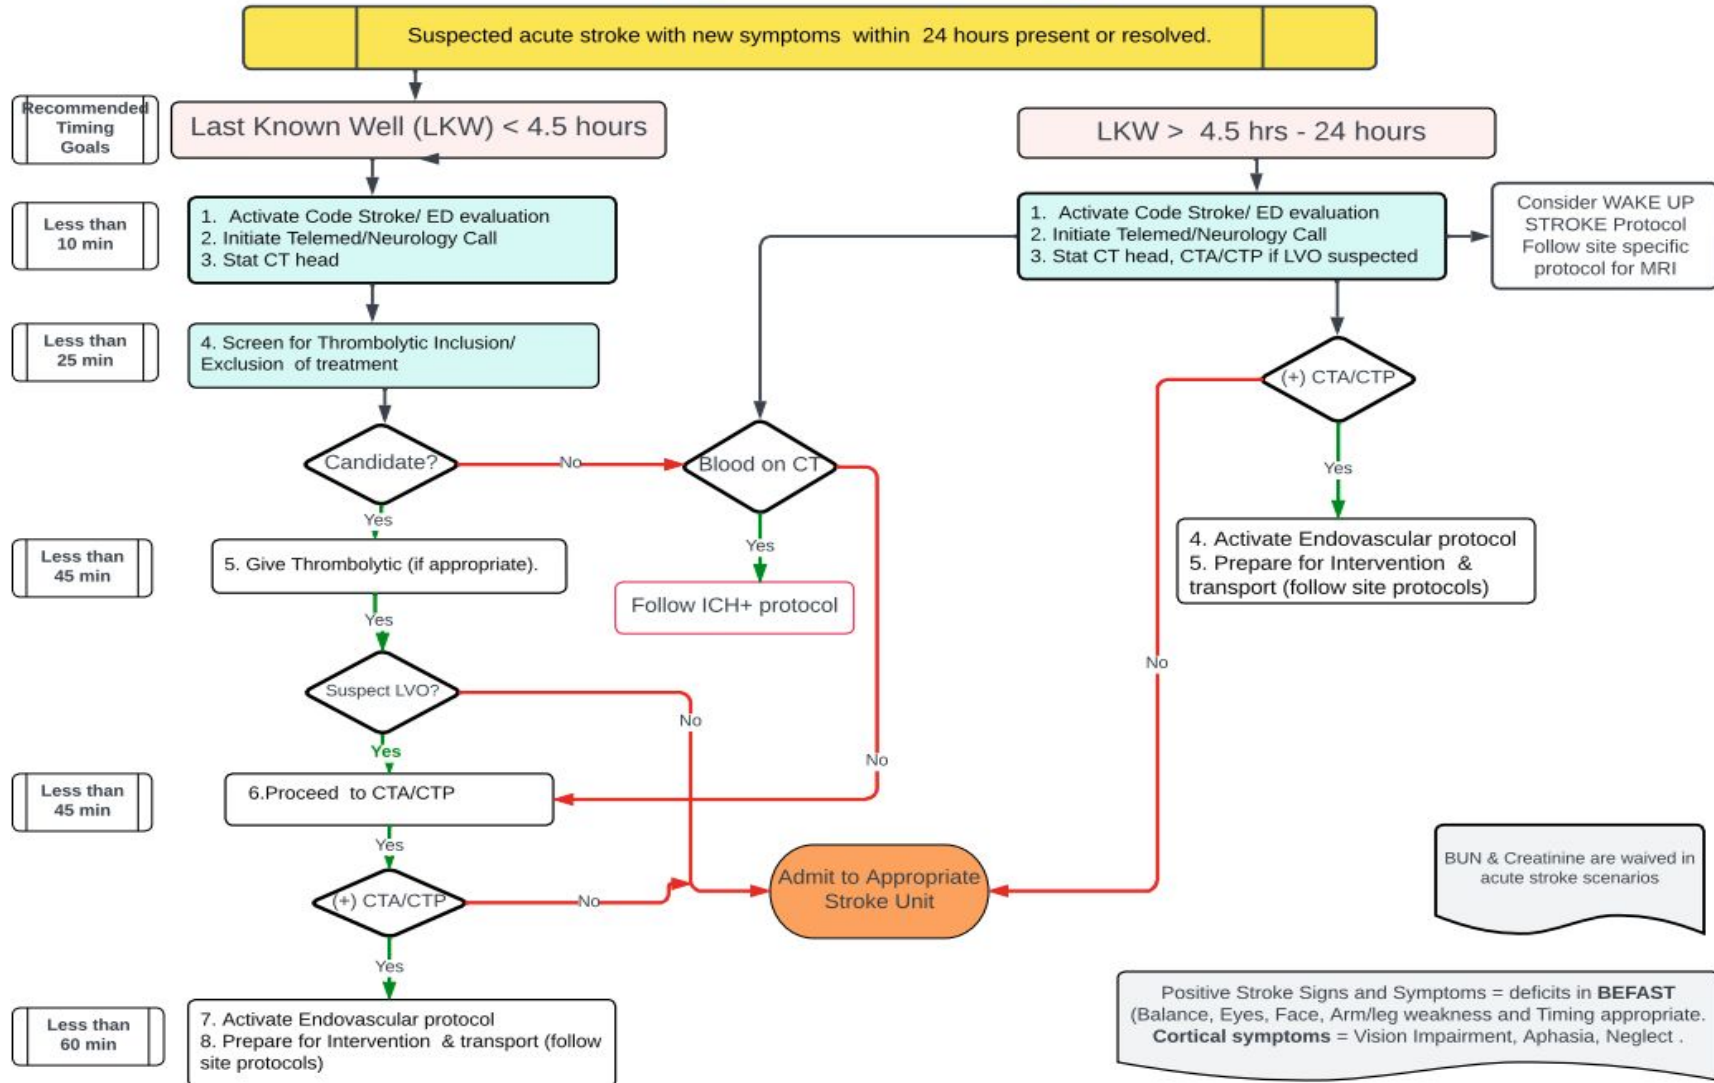 Suspected acute stroke with new symptoms within 24 hours present or resolved.
Recommended
Timing
Goals
Last Known Well (LKW) < 4.5 hours
LKW > 4.5 hrs - 24 hours
Less than
10 min
1. Activate Code Stroke/ ED evaluation
2. Initiate Telemed/Neurology Call
3. Stat CT head
1. Activate Code Stroke/ ED evaluation
2. Initiate Telemed/Neurology Call
3. Stat CT head, CTA/CTP if LVO suspected
Consider WAKE UP
STROKE Protocol
Follow site specific
protocol for MRI
Less than
25 min
4. Screen for Thrombolytic Inclusion/
Exclusion of treatment
(+) CTA/CTP
Candidate?
No
Blood on CT
Yes
Yes
Yes
4. Activate Endovascular protocol
5. Prepare for Intervention &
transport (follow site protocols)
Less than
45 min
5. Give Thrombolytic (if appropriate).
Follow ICH+ protocol
Yes
No
Suspect LVO?
No
Yes
No
Less than
45 min
6.Proceed to CTA/CTP
Yes
(+) CTA/CTP
No
Admit to Appropriate
Stroke Unit
BUN & Creatinine are waived in
acute stroke scenarios
Yes
Less than
60 min
7. Activate Endovascular protocol
8. Prepare for Intervention & transport (follow
site protocols)
Positive Stroke Signs and Symptoms = deficits in BEFAST
(Balance, Eyes, Face, Arm/leg weakness and Timing appropriate.
Cortical symptoms = Vision Impairment, Aphasia, Neglect .